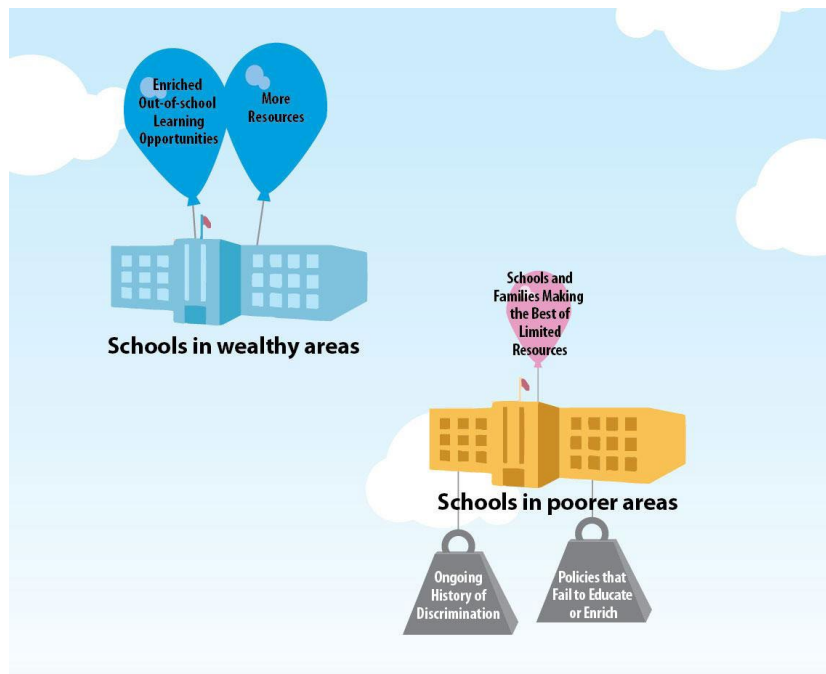 Enriched
Out-of-school
Learning
Opportunities
More
Resources
Schools in wealthy areas
Schools and
Families Making
the Best of
Limited
Resources
Schools in poorer areas
Ongoing
History of
Discrimination
Policies that
Fail to Educate
or Enrich